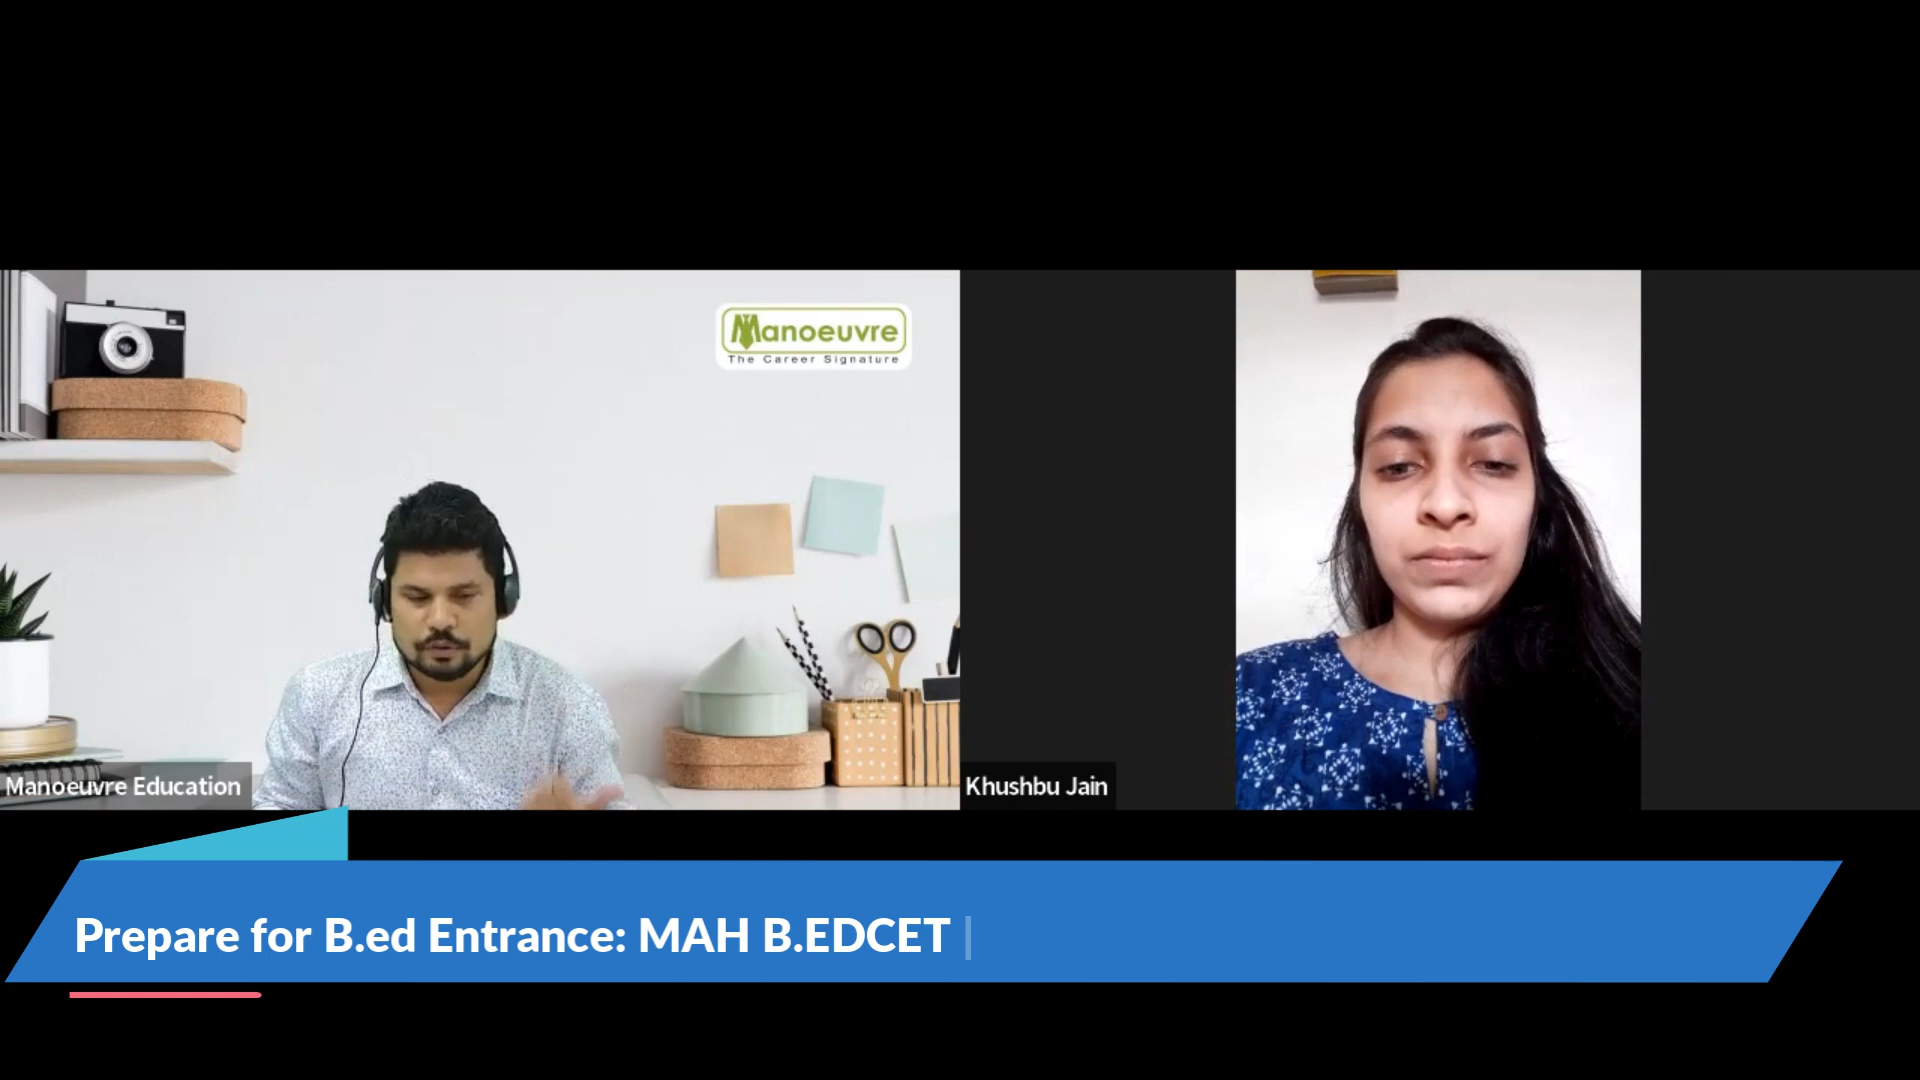 Manoeuvre
The Career Signature
Manoeuvre Education
Khushbu Jain
Prepare for B.ed Entrance: MAH B.EDCET |